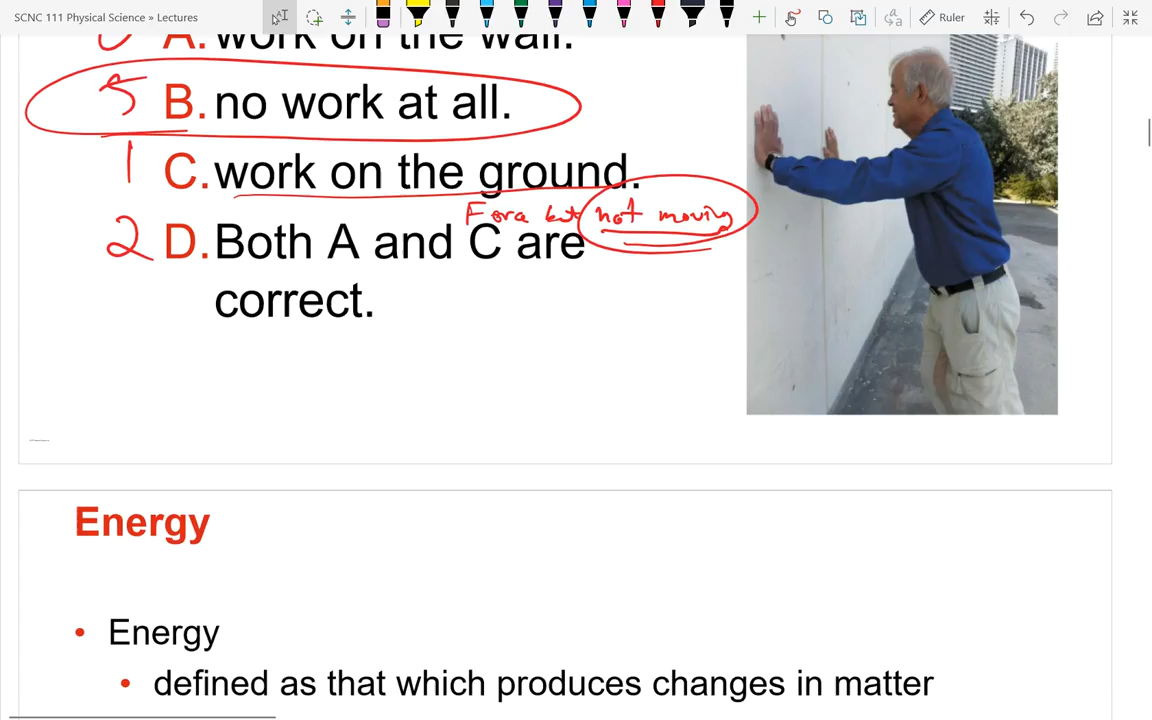 SCNC 111 Physical Science » Lectures
Ruler
A. work on the wall.
5 B. no work at all.
1 C. work on the ground.
Force but not moving
2 D. Both A and C are
correct.
Energy
• Energy
• defined as that which produces changes in matter